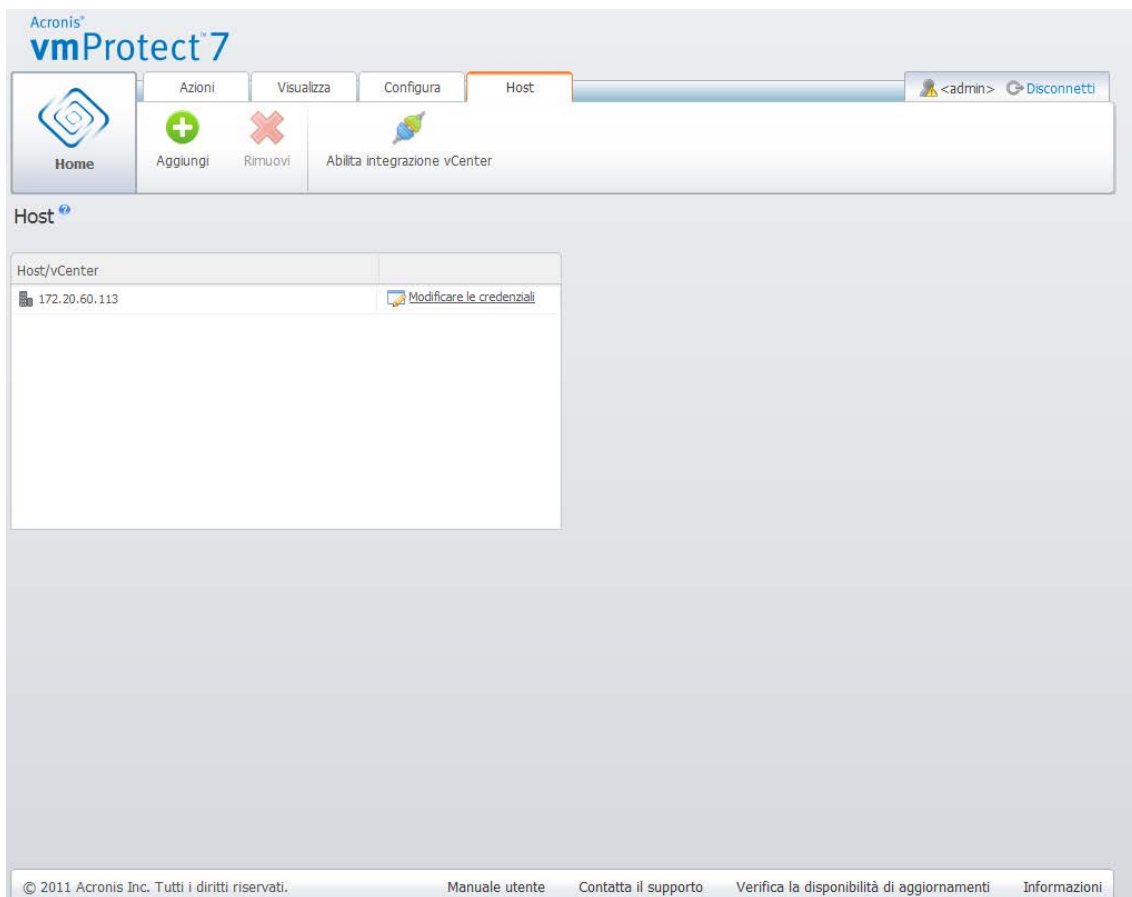 Acronis®
vmProtect™7
Azioni Visualizza Configura Host <admin> Disconnetti
Home Aggiungi Rimuovi Abilita integrazione vCenter
Host ?
Host/vCenter
172.20.60.113 Modificare le credenziali
© 2011 Acronis Inc. Tutti i diritti riservati. Manuale utente Contatta il supporto Verifica la disponibilità di aggiornamenti Informazioni